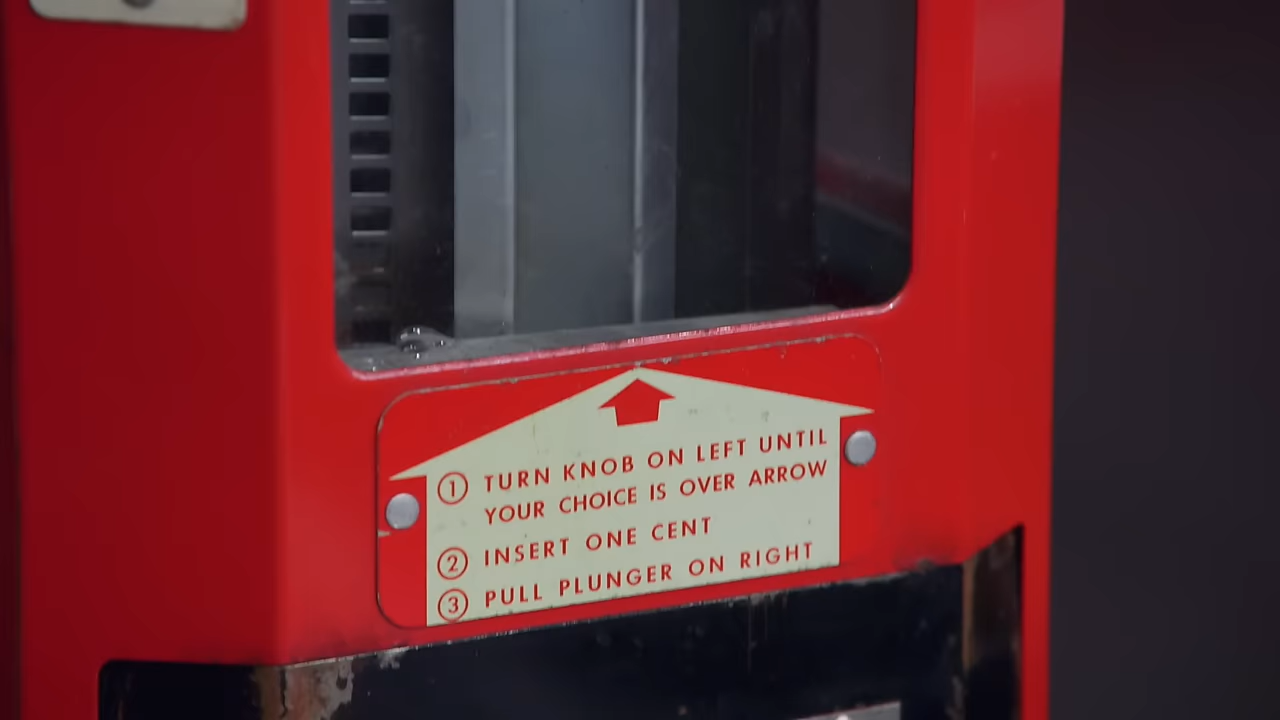 ① TURN KNOB ON LEFT UNTIL
YOUR CHOICE IS OVER ARROW
② INSERT ONE CENT
③ PULL PLUNGER ON RIGHT